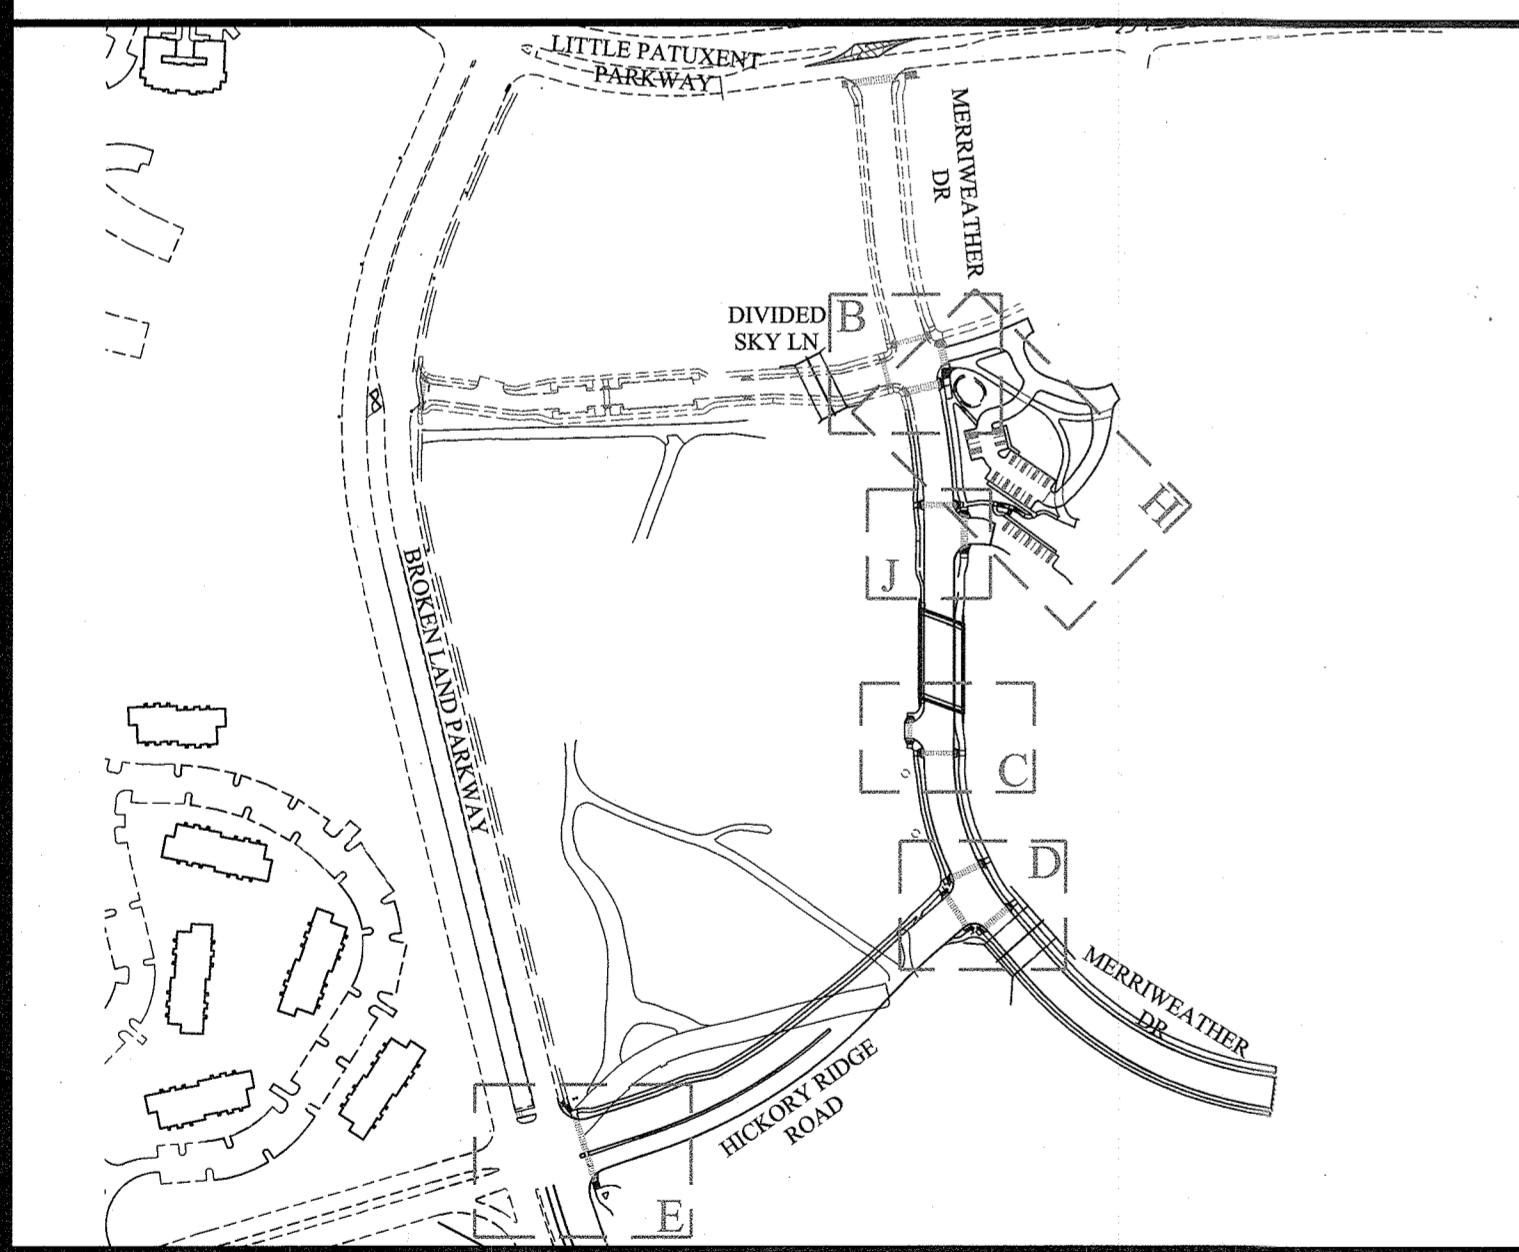 LITTLE PATUXENT
PARKWAY
MERRIWEATHER
DR
DIVIDED
SKY LN
B
H
J
BROKEN LAND PARKWAY
C
D
MERRIWEATHER
DR
HICKORY RIDGE
ROAD
E